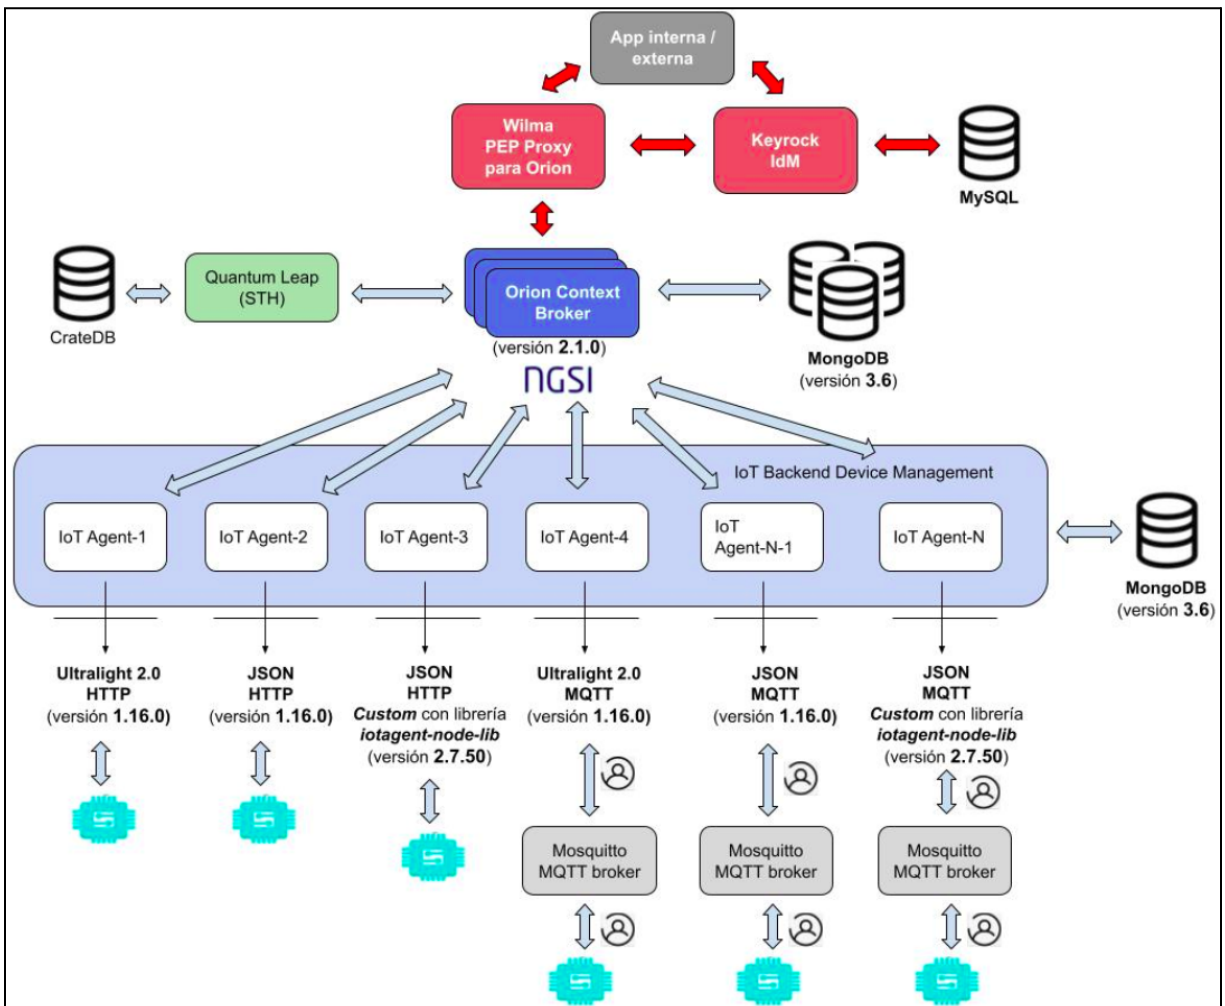 App interna /
externa
Wilma
PEP Proxy
para Orion
Keyrock
IdM
MySQL
CrateDB
Quantum Leap
(STH)
Orion Context
Broker
(versión 2.1.0)
NGSI
MongoDB
(versión 3.6)
IoT Backend Device Management
IoT Agent-1
IoT Agent-2
IoT Agent-3
IoT Agent-4
IoT
Agent-N-1
IoT Agent-N
MongoDB
(versión 3.6)
Ultralight 2.0
HTTP
(versión 1.16.0)
JSON
HTTP
(versión 1.16.0)
JSON
HTTP
Custom con librería
iotagent-node-lib
(versión 2.7.50)
Ultralight 2.0
MQTT
(versión 1.16.0)
JSON
MQTT
(versión 1.16.0)
JSON
MQTT
Custom con librería
iotagent-node-lib
(versión 2.7.50)
Mosquitto
MQTT broker
Mosquitto
MQTT broker
Mosquitto
MQTT broker